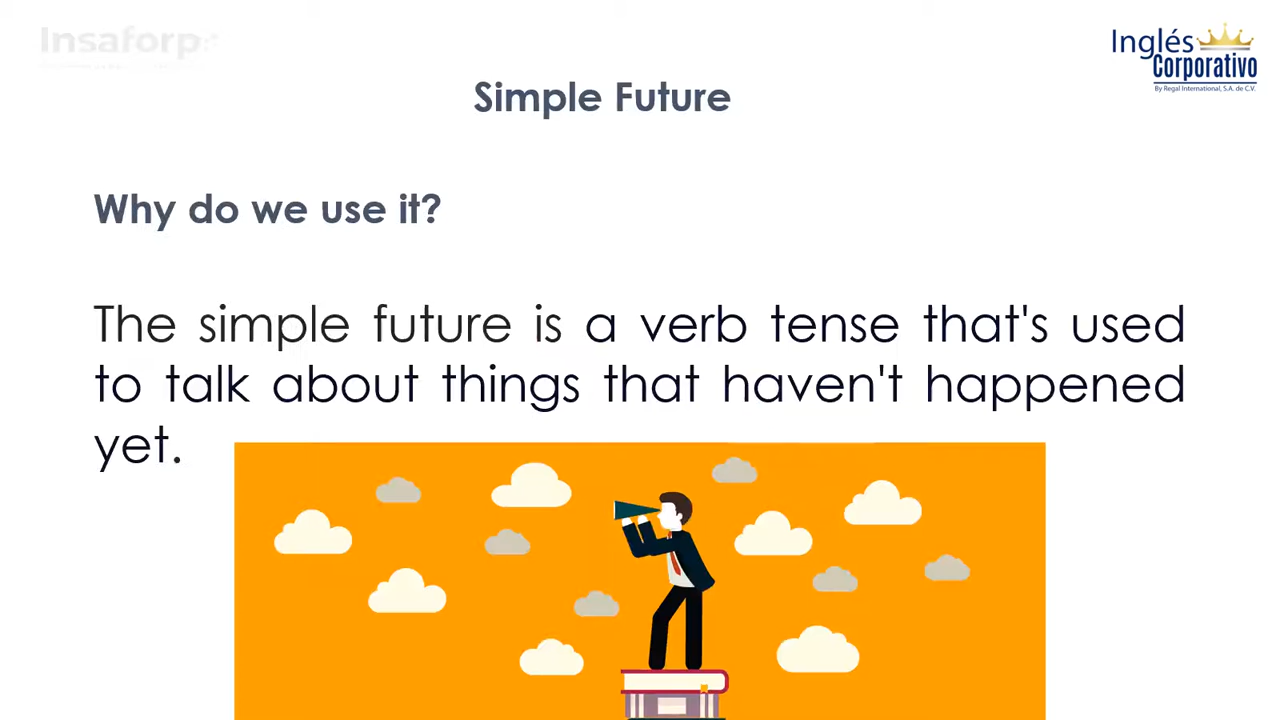 Insaforp
Inglés
Corporativo
By Regal International, S.A. de C.V.
Simple Future
Why do we use it?
The simple future is a verb tense that's used
to talk about things that haven't happened
yet.